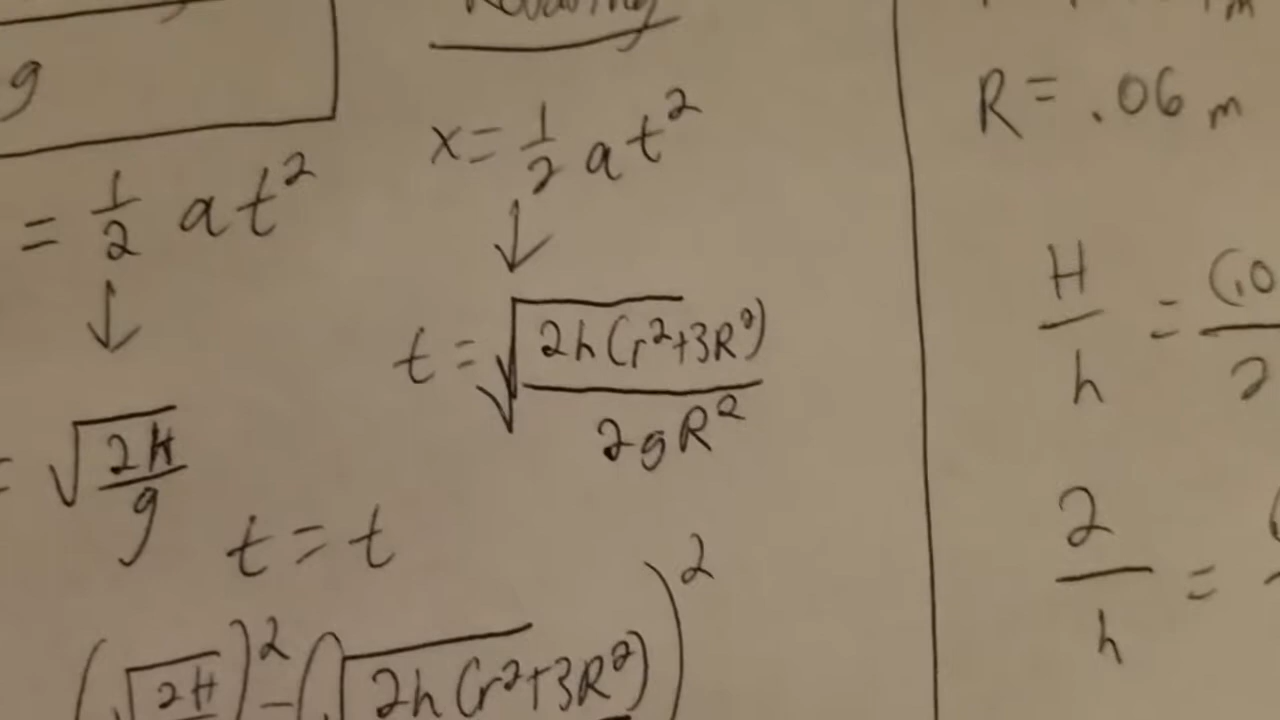 g
= 1/2 at²
↓
= √(2H/g)
x = 1/2 at²
↓
t = √(2h(r²+3R²)/2gR²)
t = t
(√2H)² = (√2h(r²+3R²))²
R = .06 m
H/h =
2/h =